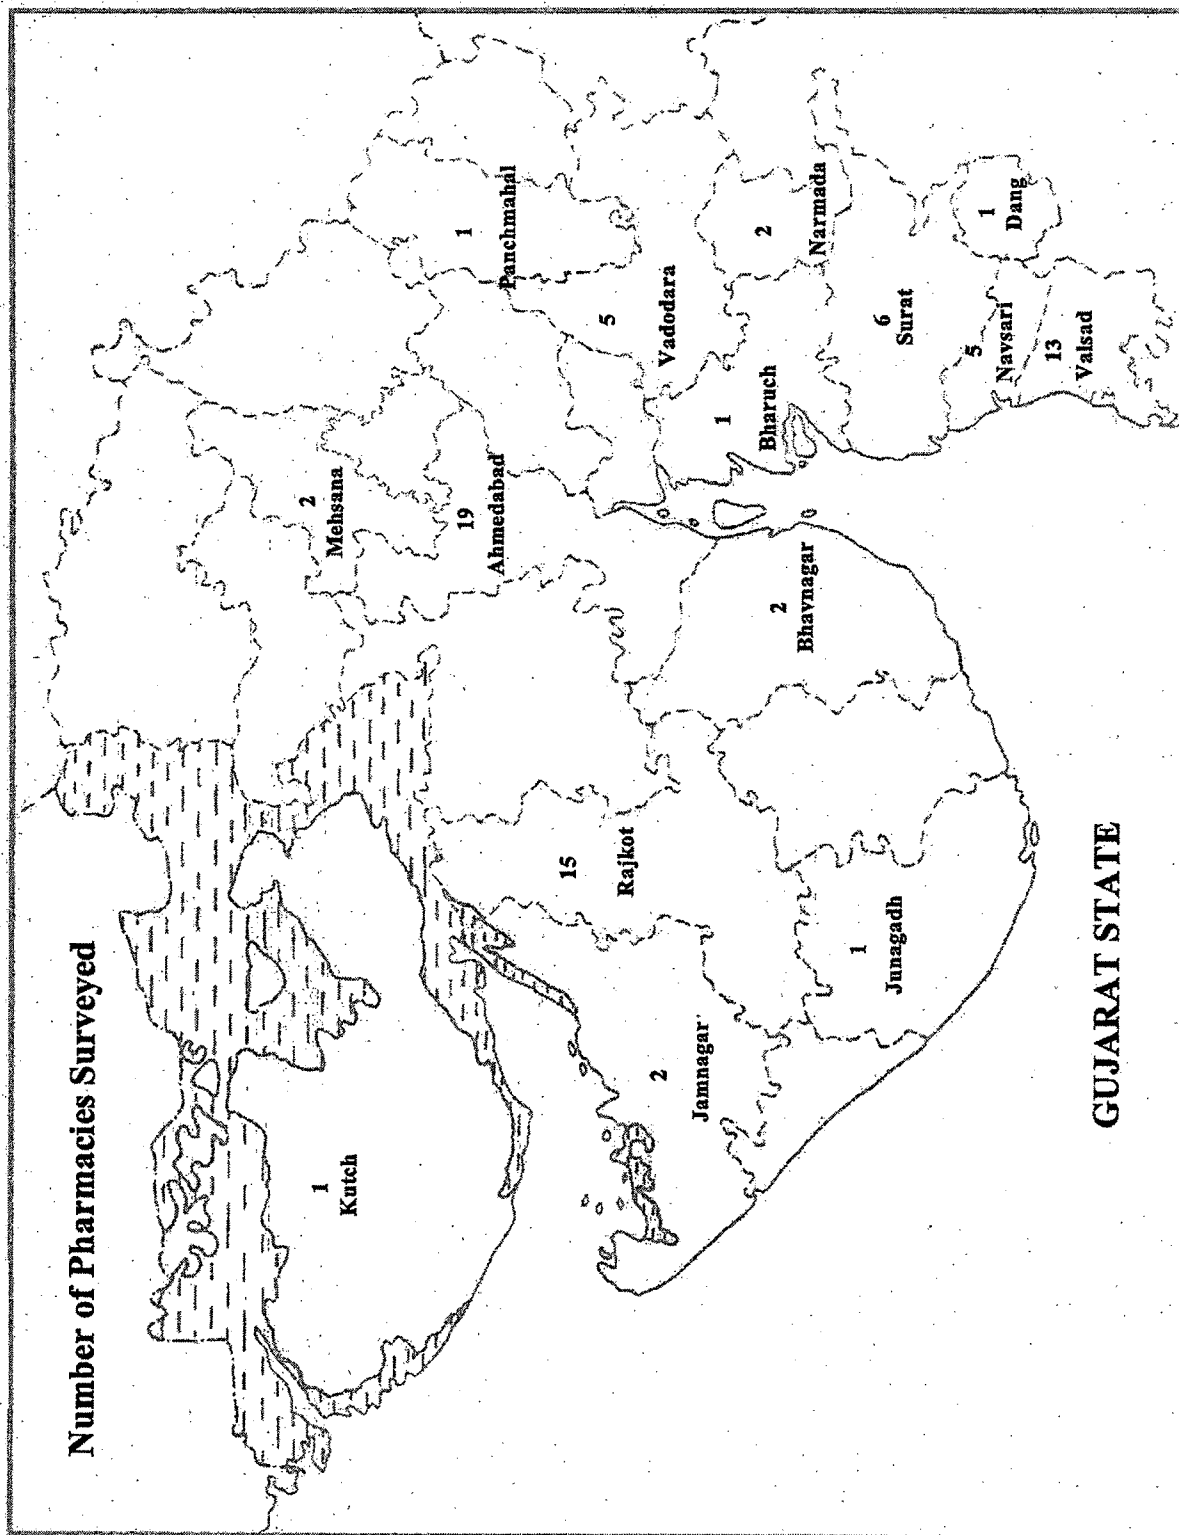 Number of Pharmacies Surveyed
1
Kutch
2
Mehsana
19
Ahmedabad
1
Panchmahal
15
Rajkot
5
Vadodara
2
Jamnagar
1
Bharuch
2
Narmada
2
Bhavnagar
1
Junagadh
6
Surat
5
Navsari
1
Dang
13
Valsad
GUJARAT STATE